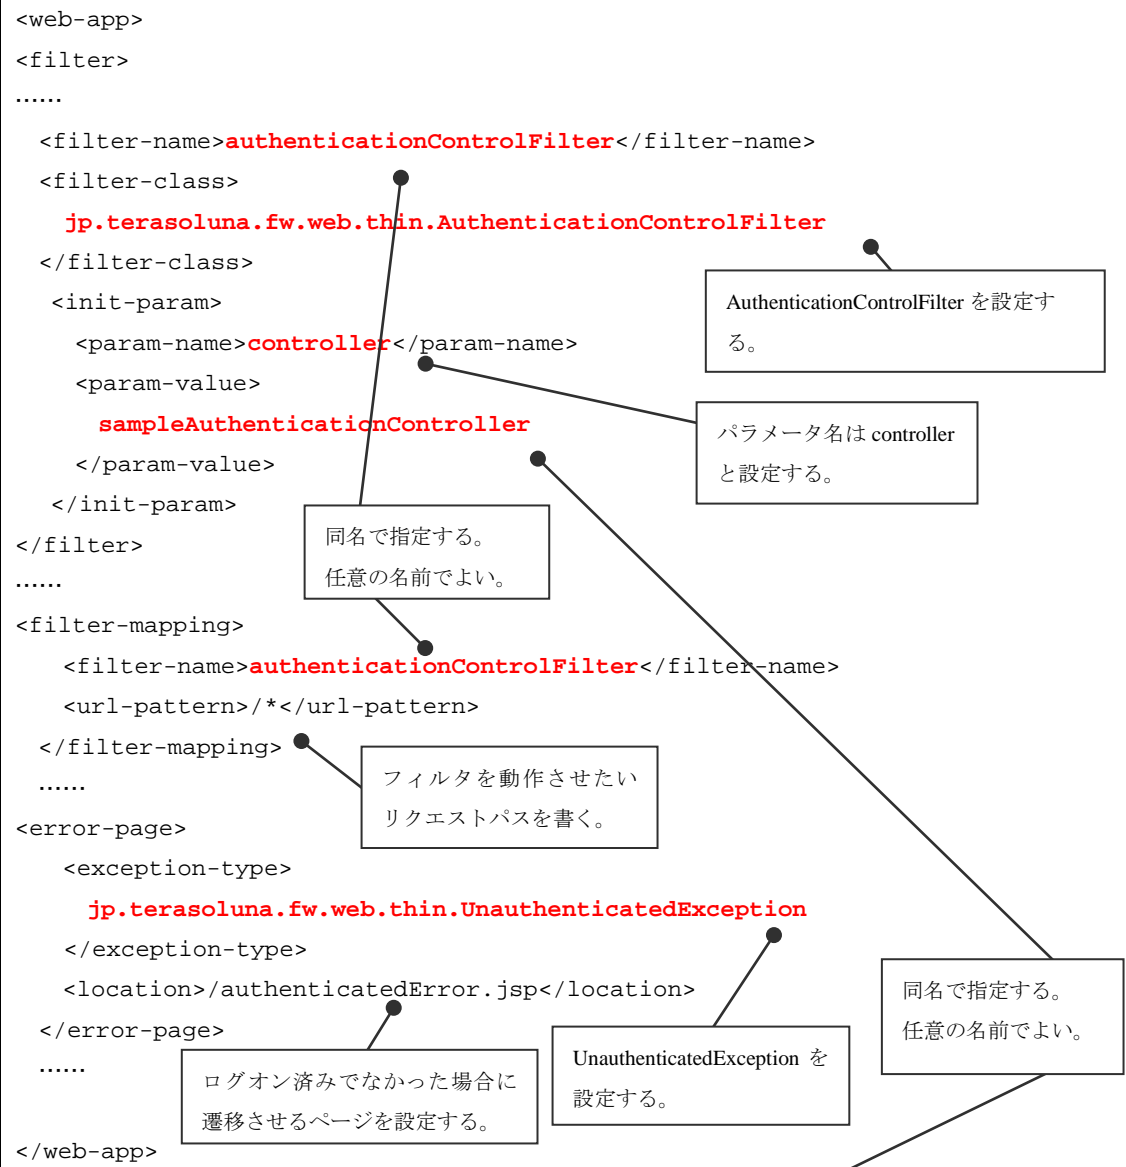 <web-app>
<filter>
……
<filter-name>authenticationControlFilter</filter-name>
<filter-class>
jp.terasoluna.fw.web.thin.AuthenticationControlFilter
</filter-class>
AuthenticationControlFilter を設定す
る。
<init-param>
<param-name>controller</param-name>
<param-value>
sampleAuthenticationController
</param-value>
</init-param>
パラメータ名は controller
と設定する。
</filter>
同名で指定する。
任意の名前でよい。
……
<filter-mapping>
<filter-name>authenticationControlFilter</filter-name>
<url-pattern>/*</url-pattern>
</filter-mapping>
フィルタを動作させたい
リクエストパスを書く。
……
<error-page>
<exception-type>
jp.terasoluna.fw.web.thin.UnauthenticatedException
</exception-type>
<location>/authenticatedError.jsp</location>
</error-page>
同名で指定する。
任意の名前でよい。
UnauthenticatedException を
設定する。
……
ログオン済みでなかった場合に
遷移させるページを設定する。
</web-app>